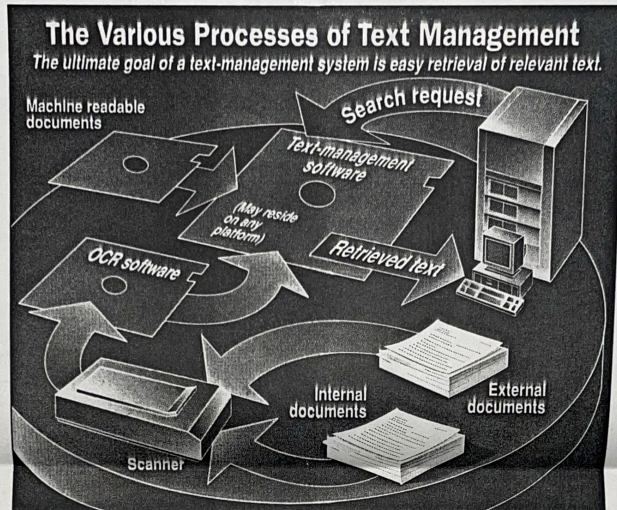 The Various Processes of Text Management
The ultimate goal of a text-management system is easy retrieval of relevant text.
Machine readable
documents
Search request
Text-management
software
(May reside
on any
platform)
OCR software
Retrieved text
Internal
documents
External
documents
Scanner